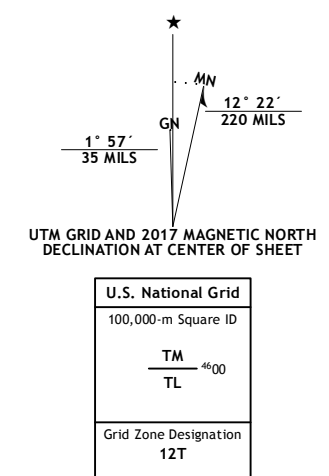 ★
MN
GN
12° 22´
220 MILS
1° 57´
35 MILS
UTM GRID AND 2017 MAGNETIC NORTH
DECLINATION AT CENTER OF SHEET
U.S. National Grid
100,000-m Square ID
TM
4600
TL
Grid Zone Designation
12T